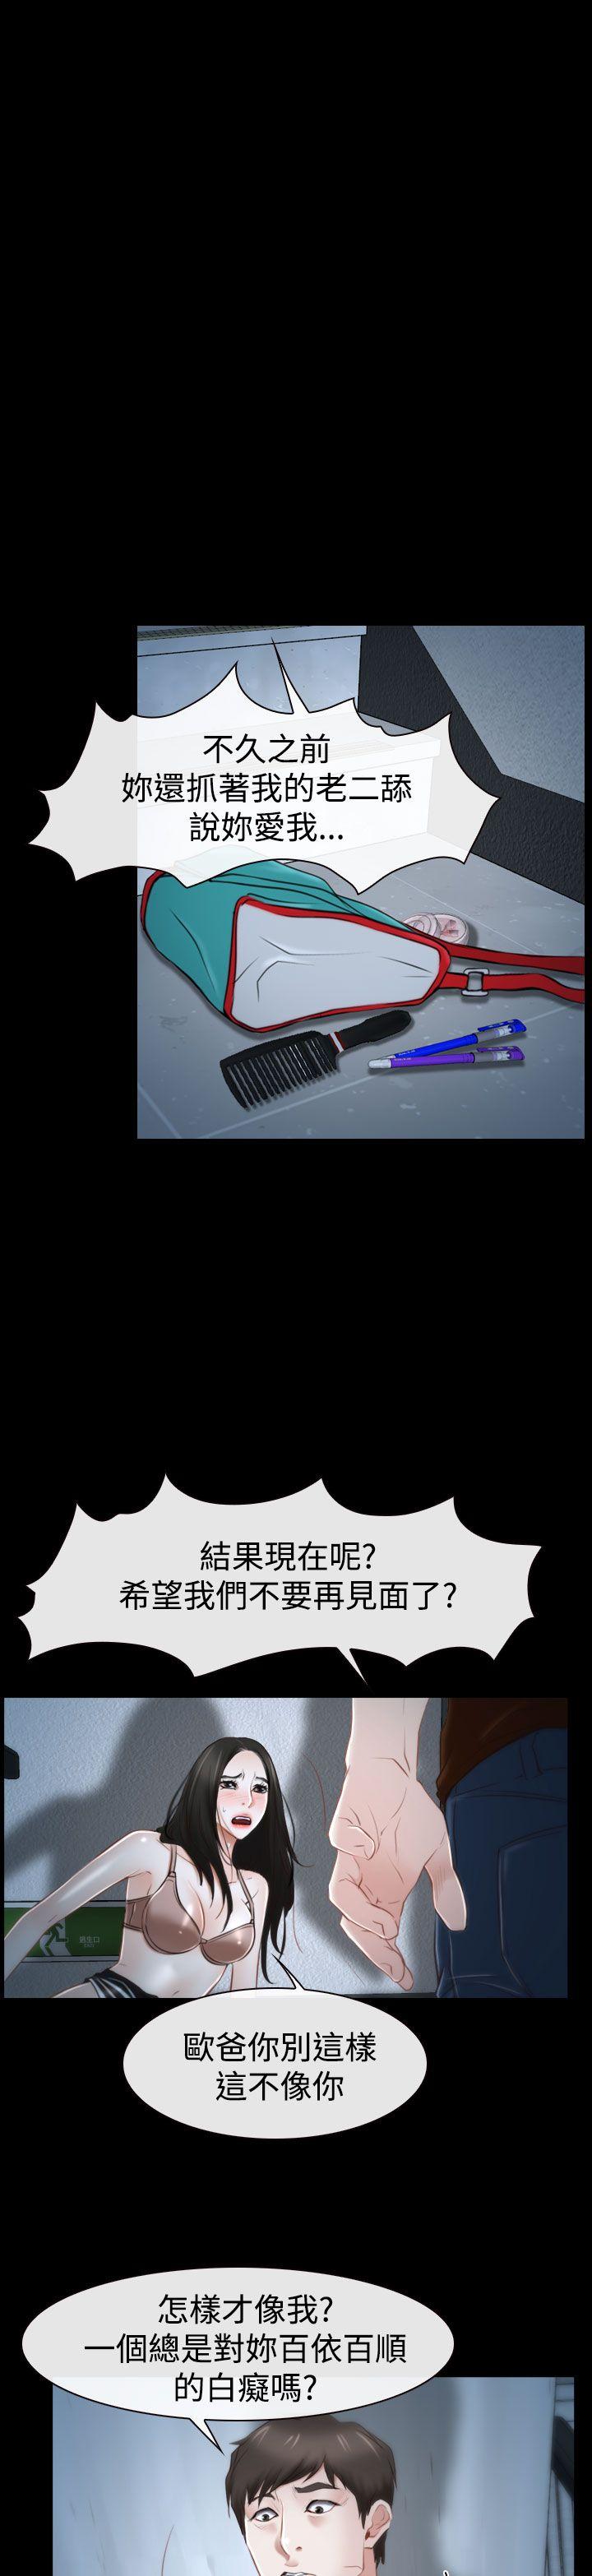 不久之前
妳還抓著我的老二舔
說妳愛我...
結果現在呢?
希望我們不要再見面了?
歐爸你別這樣
這不像你
怎樣才像我?
一個總是對妳百依百順
的白癡嗎?